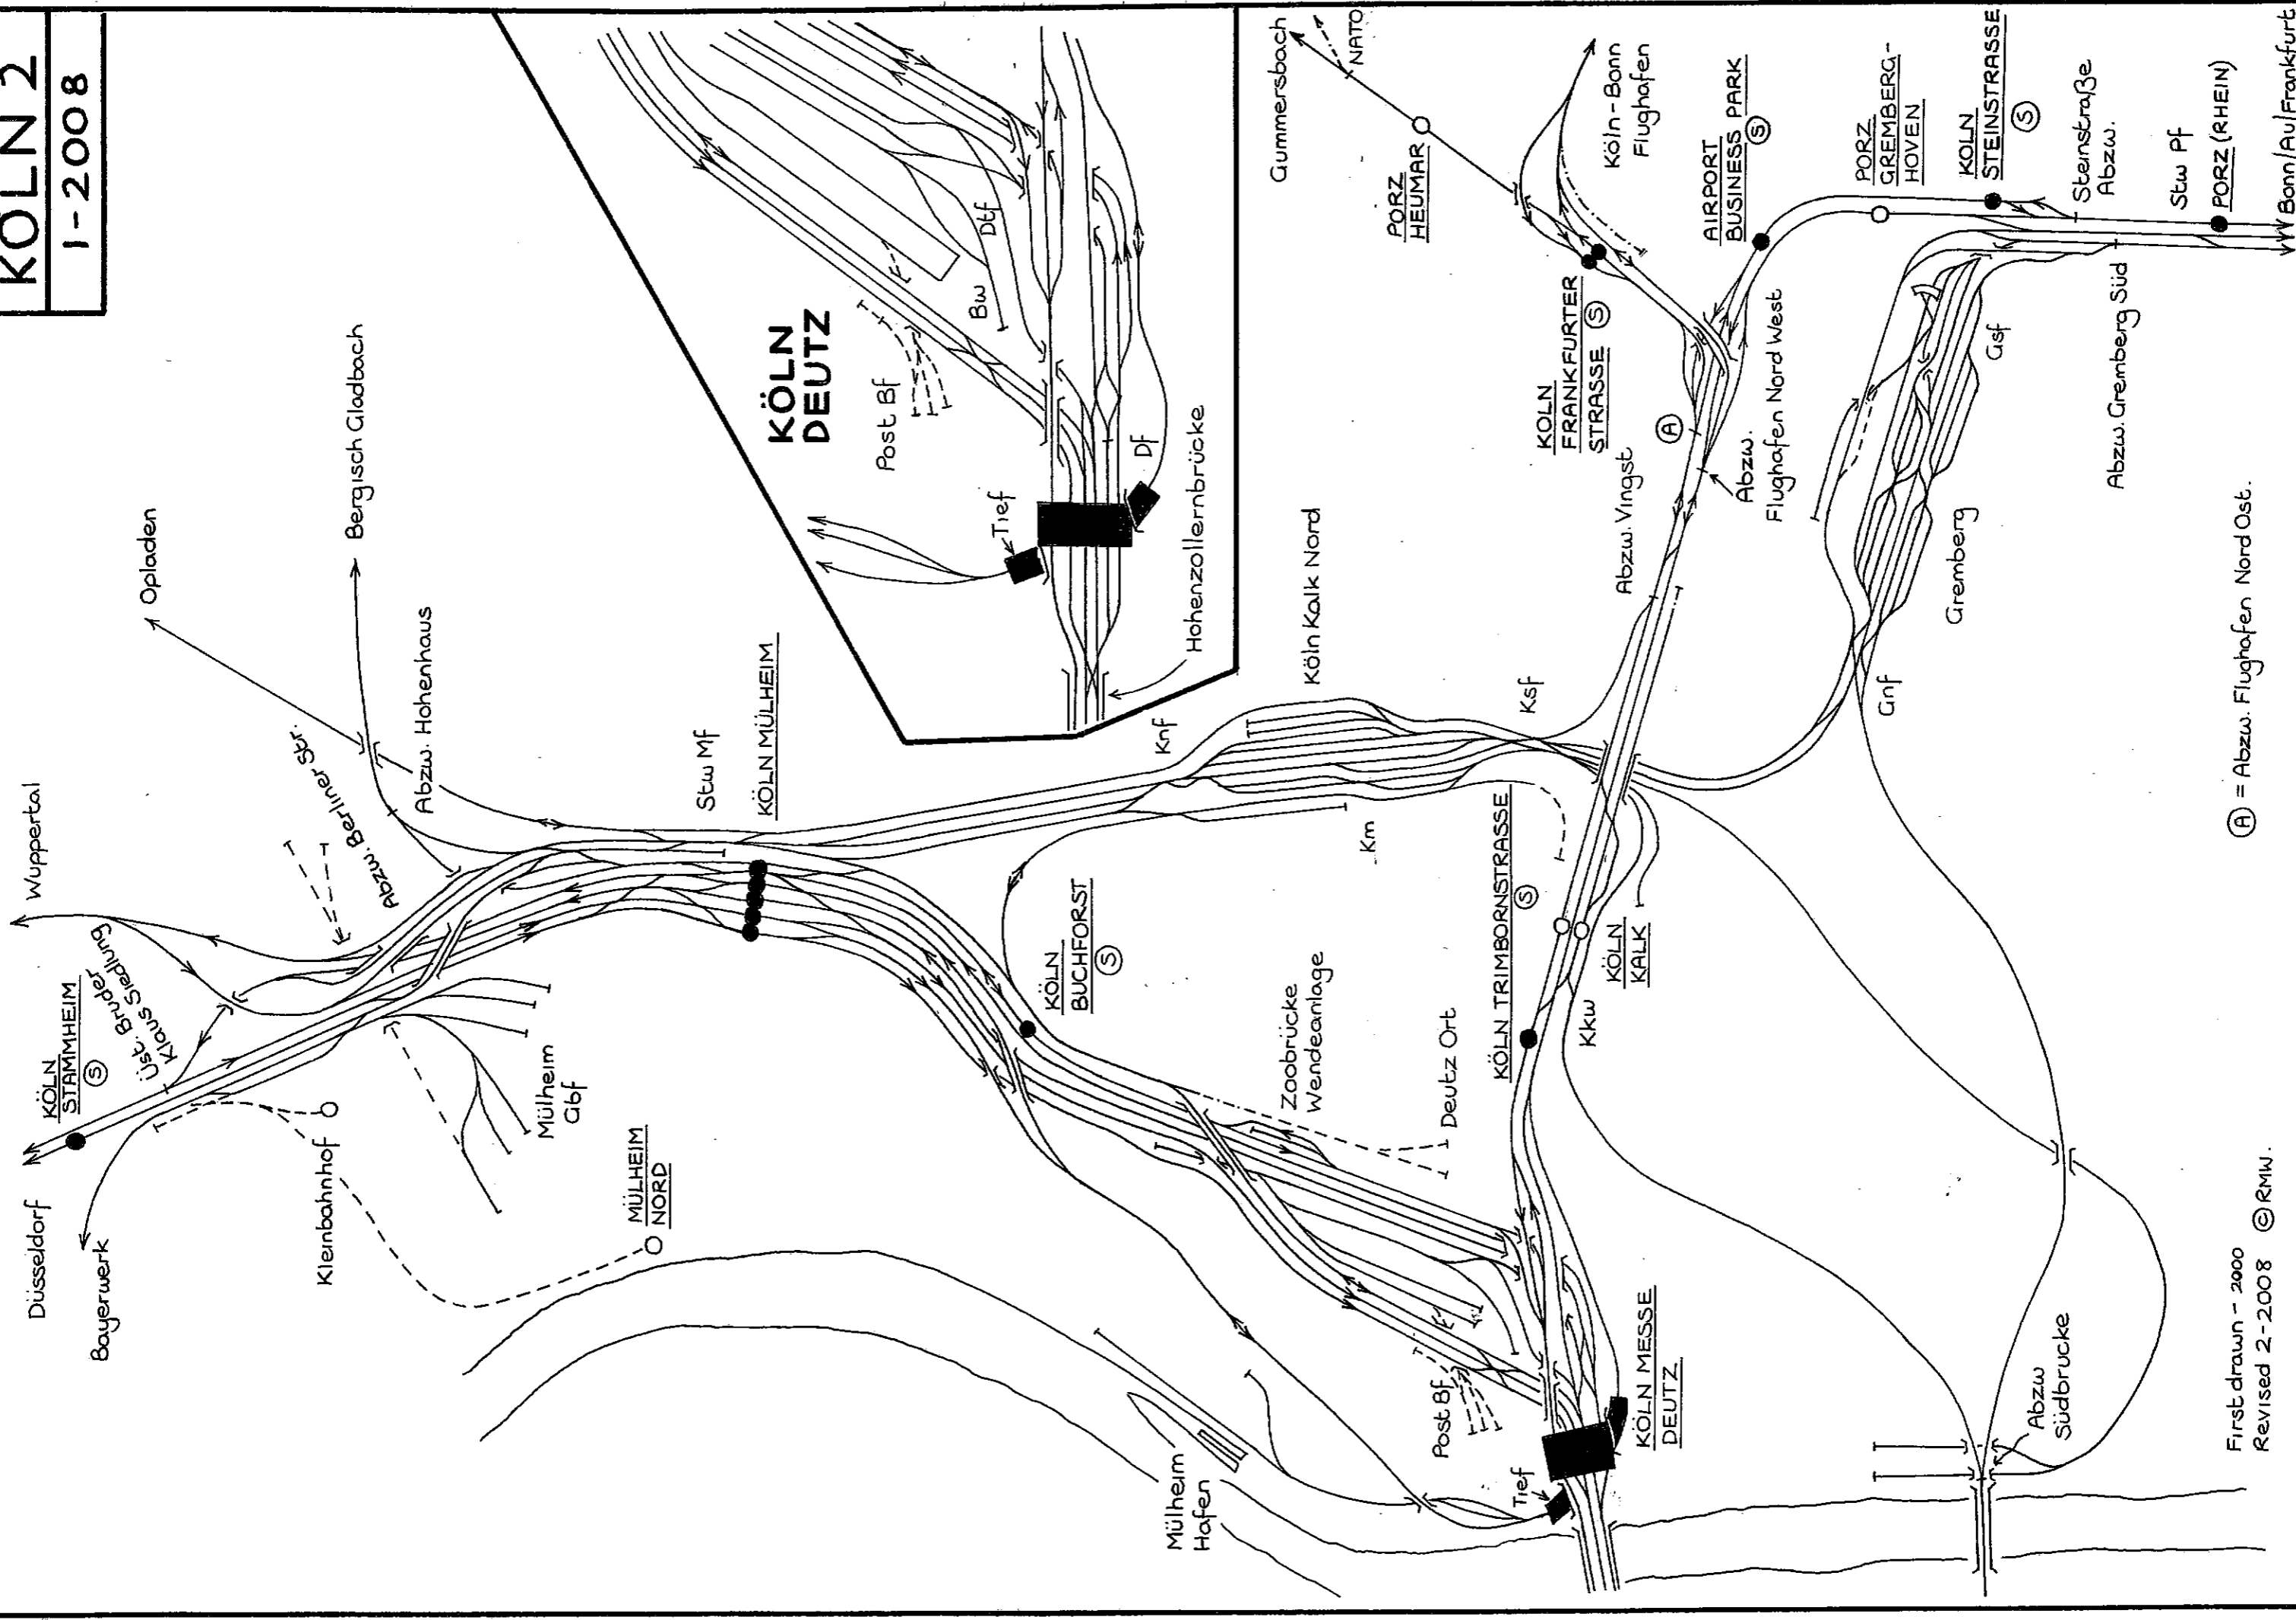 KÖLN 2
1-2008
Düsseldorf
Bayerwerk
KÖLN
STAMMHEIM
S
Üst. Bruder
Klaus Siedlung
Wuppertal
Abzw. Berliner Str.
Opladen
Bergisch Gladbach
Abzw. Hohenhaus
Kleinbahnhof
Mülheim
Gbf
MÜLHEIM
NORD
Stw Mf
KÖLN MÜLHEIM
KÖLN
DEUTZ
Post Bf
Bw
Dtf
Tief
Df
Hohenzollernbrücke
Knf
Köln Kalk Nord
Ksf
Km
KÖLN
BUCHFORST
S
Zoobrücke
Wendeanlage
Deutz Ort
Mülheim
Hafen
Post Bf
Tief
KÖLN MESSE
DEUTZ
KÖLN TRIMBORNSTRASSE
S
Kkw
KÖLN
KALK
Gummersbach
NATO
PORZ
HEUMAR
Köln-Bonn
Flughafen
KÖLN
FRANKFURTER
STRASSE S
AIRPORT
BUSINESS PARK
S
PORZ
GREMBERG-
HOVEN
KÖLN
STEINSTRASSE
S
Steinstraße
Abzw.
Stw Pf
PORZ (RHEIN)
Bonn/Au/Frankfurt
Abzw. Vingst
A
Abzw.
Flughafen Nord West
Gsf
Abzw. Gremberg Süd
Gremberg
Gnf
Abzw
Südbrucke
A = Abzw. Flughafen Nord Ost.
First drawn - 2000
Revised 2-2008 © RMW.